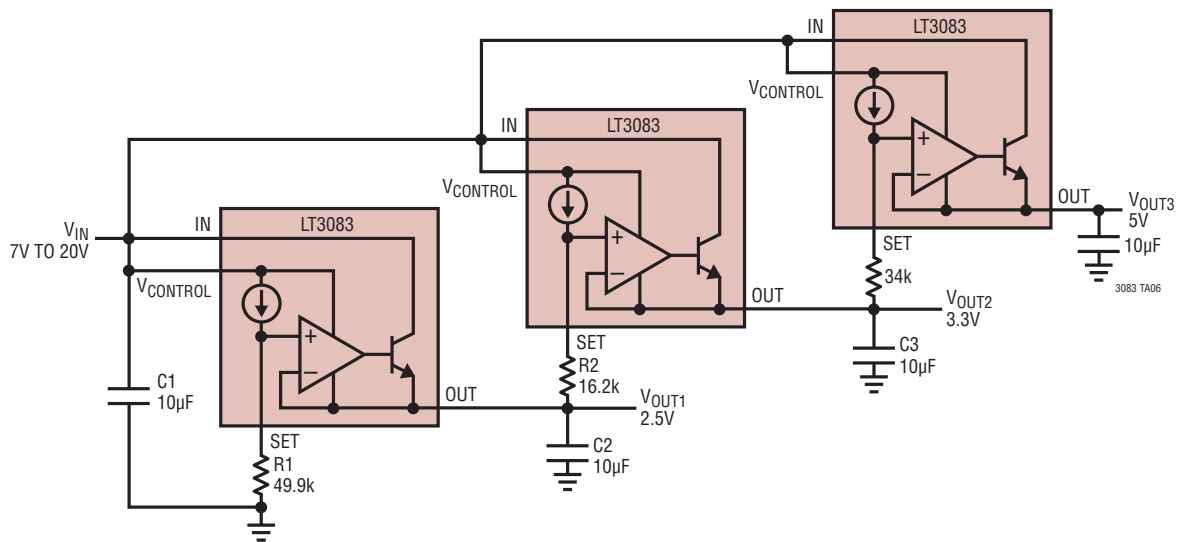 IN
LT3083
VCONTROL
+
–
OUT
VOUT3
5V
10µF
SET
34k
3083 TA06
IN
LT3083
VCONTROL
+
–
OUT
VOUT2
3.3V
SET
R2
16.2k
C3
10µF
VIN
7V TO 20V
IN
LT3083
VCONTROL
+
–
OUT
VOUT1
2.5V
C1
10µF
SET
R1
49.9k
C2
10µF